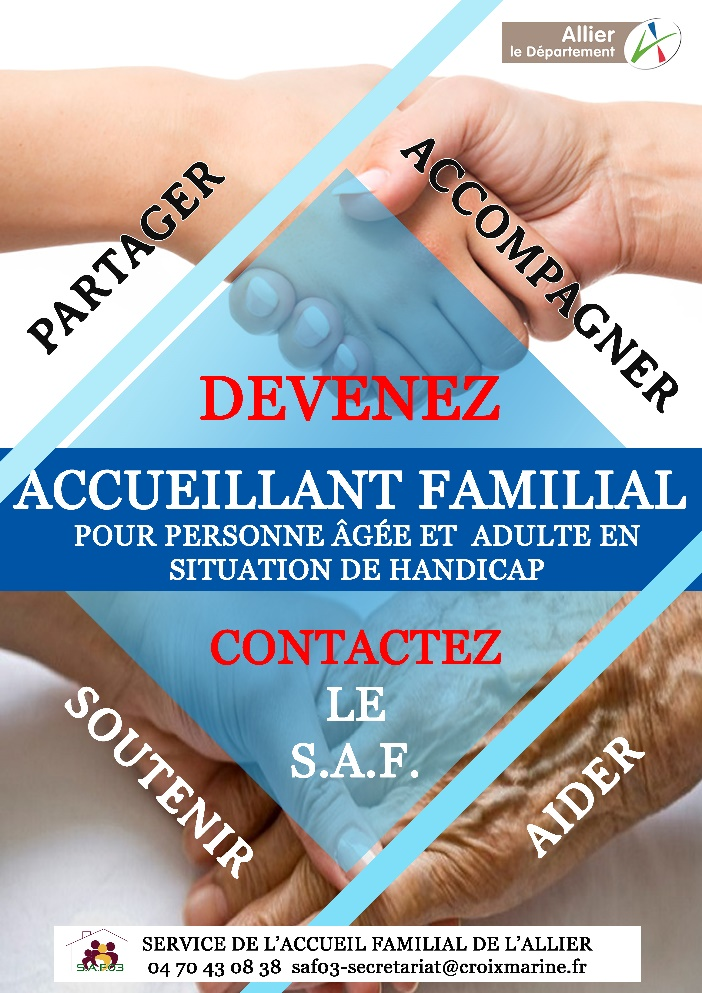 Allier
le Département
PARTAGER
ACCOMPAGNER
DEVENEZ
ACCUEILLANT FAMILIAL
POUR PERSONNE ÂGÉE ET ADULTE EN
SITUATION DE HANDICAP
CONTACTEZ
LE
S.A.F.
SOUTENIR
AIDER
S.A.F03
SERVICE DE L'ACCUEIL FAMILIAL DE L'ALLIER
04 70 43 08 38 saf03-secretariat@croixmarine.fr